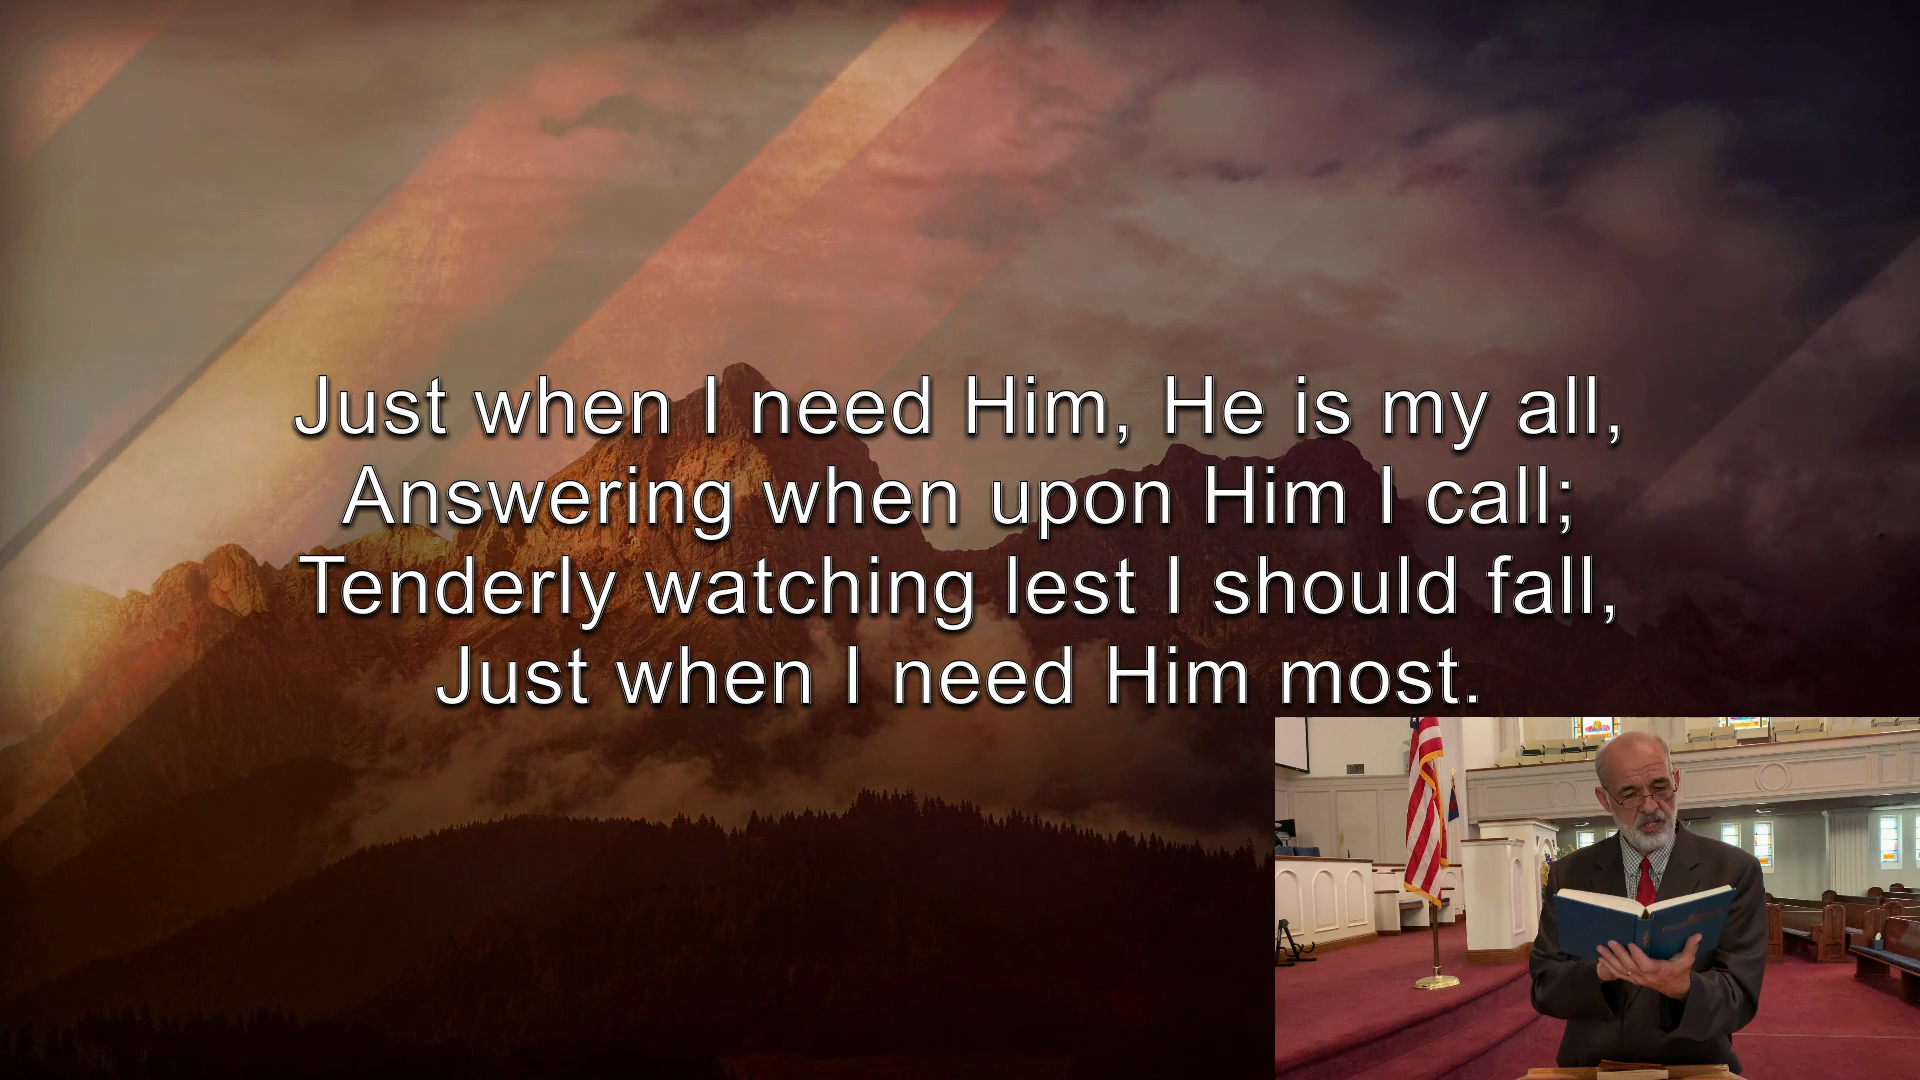 Just when I need Him, He is my all,
Answering when upon Him I call;
Tenderly watching lest I should fall,
Just when I need Him most.